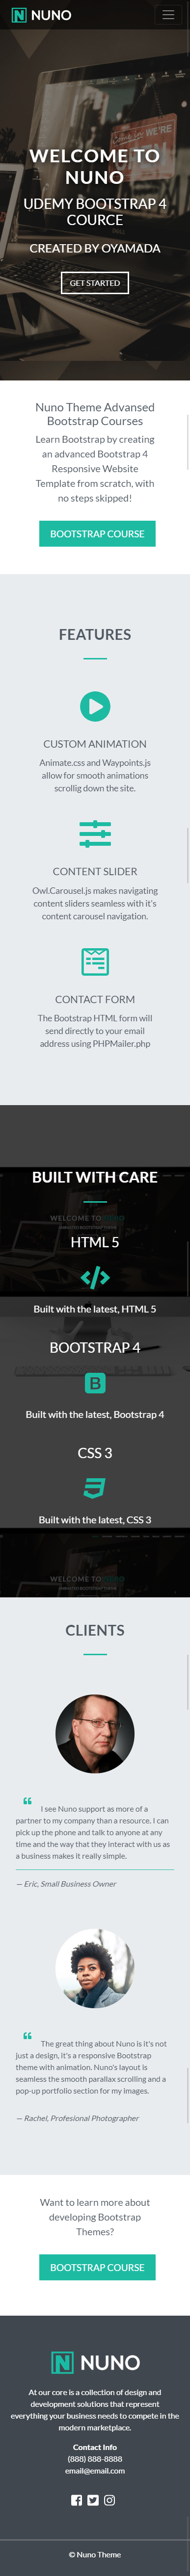 NUNO
WE'RE
WELCOME TO
NUNO
UDEMY BOOTSTRAP 4
COURCE
CREATED BY OYAMADA
GET STARTED
Nuno Theme Advansed
Bootstrap Courses
Learn Bootstrap by creating
an advanced Bootstrap 4
Responsive Website
Template from scratch, with
no steps skipped!
BOOTSTRAP COURSE
FEATURES
CUSTOM ANIMATION
Animate.css and Waypoints.js
allow for smooth animations
scrollig down the site.
CONTENT SLIDER
Owl.Carousel.js makes navigating
content sliders seamless with it's
content carousel navigation.
CONTACT FORM
The Bootstrap HTML form will
send directly to your email
address using PHPMailer.php
BUILT WITH CARE
WELCOME TO NUNO
HTML 5
Built with the latest, HTML 5
BOOTSTRAP 4
Built with the latest, Bootstrap 4
CSS 3
Built with the latest, CSS 3
WELCOME TO NUNO
CLIENTS
I see Nuno support as more of a
partner to my company than a resource. I can
pick up the phone and talk to anyone at any
time and the way that they interact with us as
a business makes it really simple.
— Eric, Small Business Owner
The great thing about Nuno is it's not
just a design, it's a responsive Bootstrap
theme with animation. Nuno's layout is
seamless the smooth parallax scrolling and a
pop-up portfolio section for my images.
— Rachel, Profesional Photographer
Want to learn more about
developing Bootstrap
Themes?
BOOTSTRAP COURSE
NUNO
At our core is a collection of design and
development solutions that represent
everything your business needs to compete in the
modern marketplace.
Contact Info
(888) 888-8888
email@email.com
© Nuno Theme